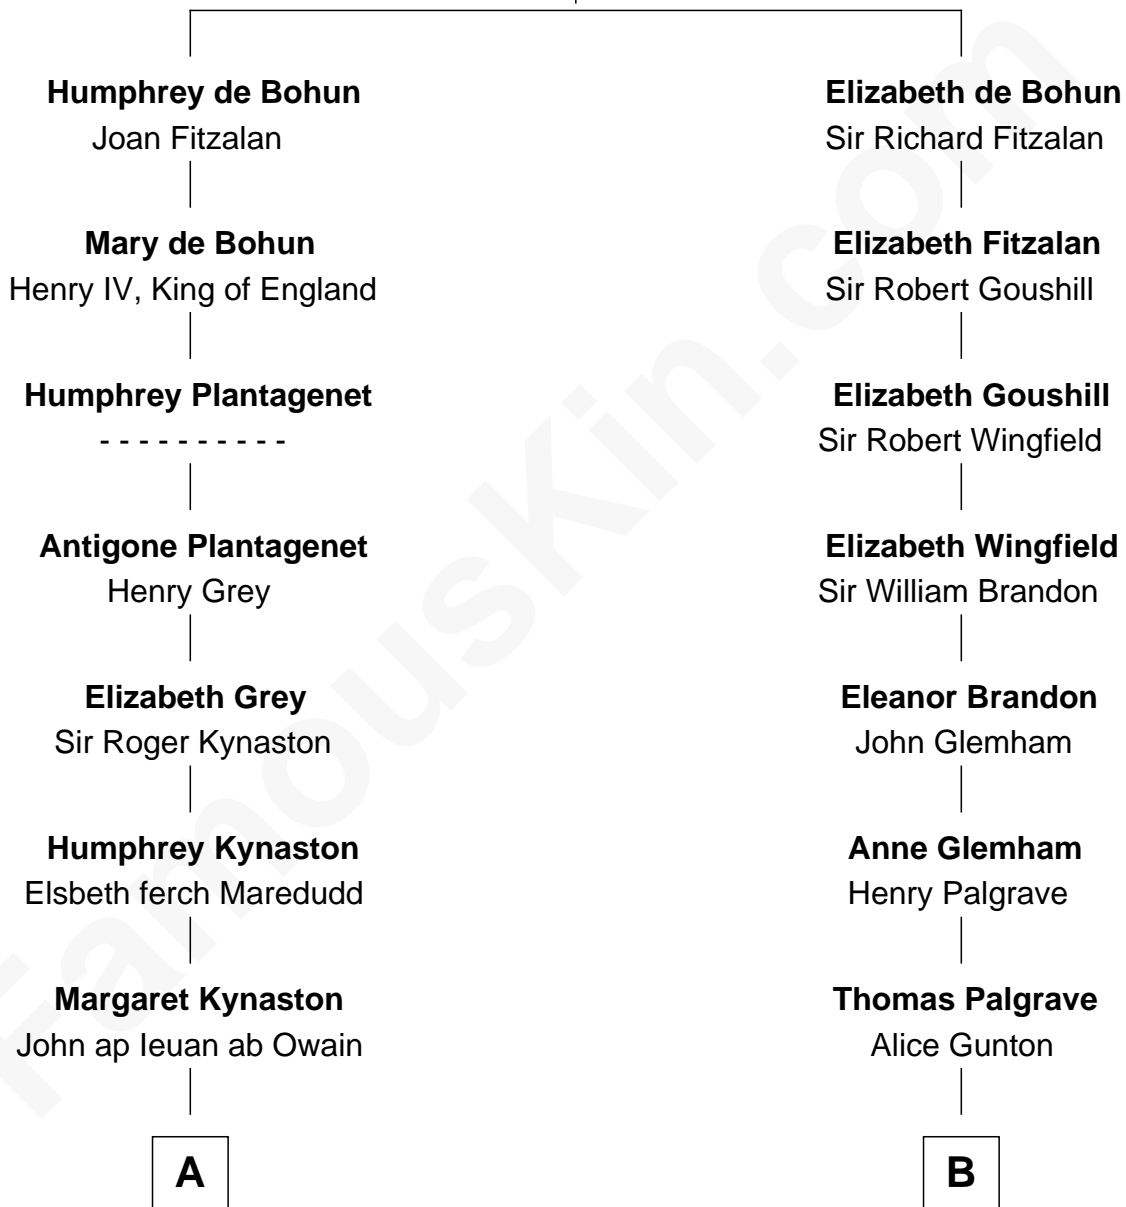 Humphrey de Bohun
Joan Fitzalan
Mary de Bohun
Henry IV, King of England
Humphrey Plantagenet
- - - - - - - - - -
Antigone Plantagenet
Henry Grey
Elizabeth Grey
Sir Roger Kynaston
Humphrey Kynaston
Elsbeth ferch Maredudd
Margaret Kynaston
John ap Ieuan ab Owain
A
Elizabeth de Bohun
Sir Richard Fitzalan
Elizabeth Fitzalan
Sir Robert Goushill
Elizabeth Goushill
Sir Robert Wingfield
Elizabeth Wingfield
Sir William Brandon
Eleanor Brandon
John Glemham
Anne Glemham
Henry Palgrave
Thomas Palgrave
Alice Gunton
B
FamousKin.com